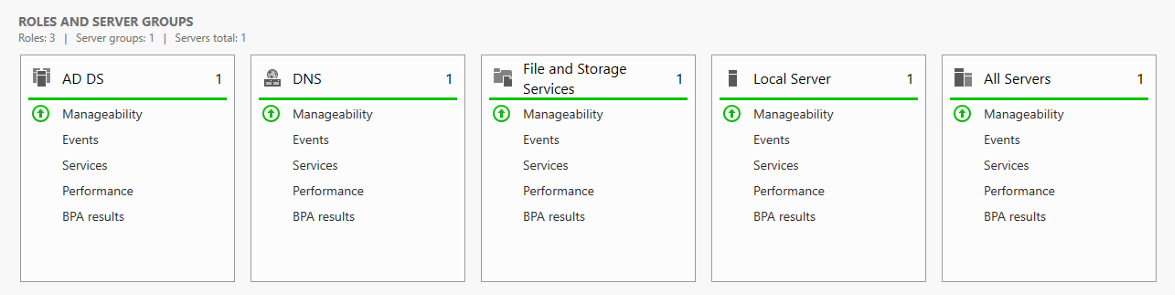 ROLES AND SERVER GROUPS
Roles: 3 | Server groups: 1 | Servers total: 1
AD DS 1
Manageability
Events
Services
Performance
BPA results
DNS 1
Manageability
Events
Services
Performance
BPA results
File and Storage
Services 1
Manageability
Events
Services
Performance
BPA results
Local Server 1
Manageability
Events
Services
Performance
BPA results
All Servers 1
Manageability
Events
Services
Performance
BPA results